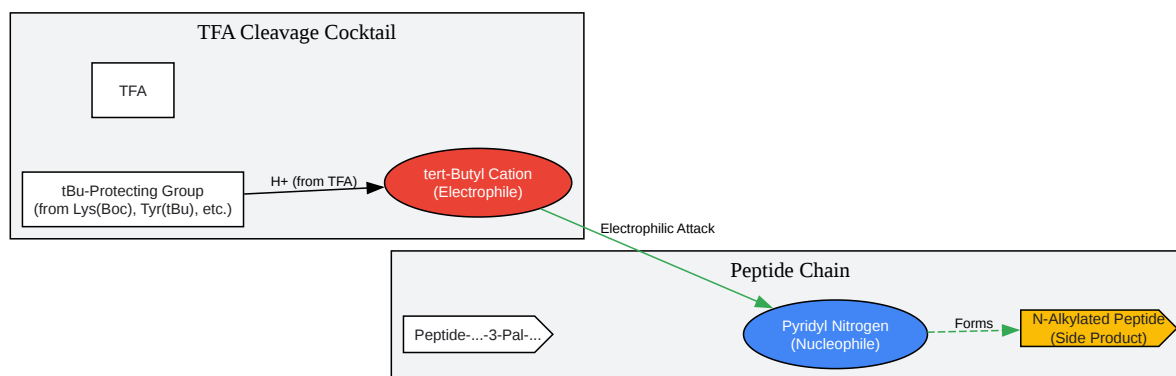 TFA Cleavage Cocktail
TFA
tBu-Protecting Group
(from Lys(Boc), Tyr(tBu), etc.)
H+ (from TFA)
tert-Butyl Cation
(Electrophile)
Electrophilic Attack
Peptide Chain
Peptide-...-3-Pal-...
Pyridyl Nitrogen
(Nucleophile)
Forms
N-Alkylated Peptide
(Side Product)